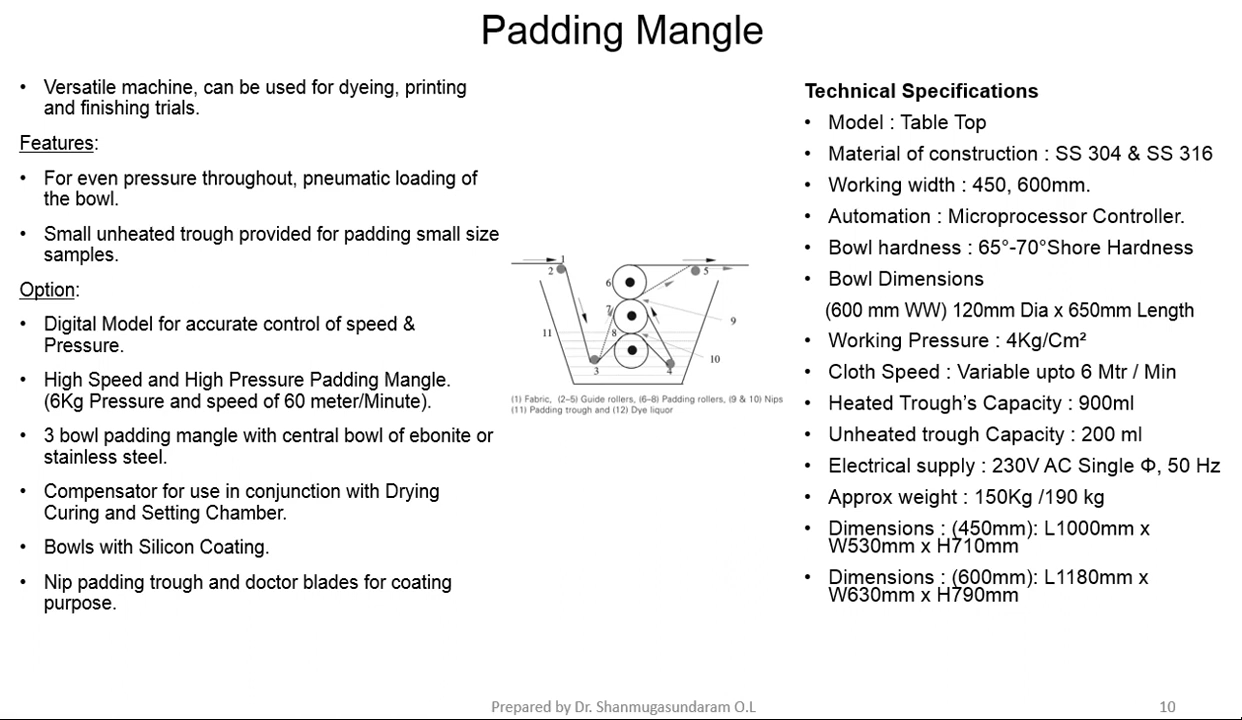 Padding Mangle
• Versatile machine, can be used for dyeing, printing
and finishing trials.
Features:
• For even pressure throughout, pneumatic loading of
the bowl.
• Small unheated trough provided for padding small size
samples.
Option:
• Digital Model for accurate control of speed &
Pressure.
• High Speed and High Pressure Padding Mangle.
(6Kg Pressure and speed of 60 meter/Minute).
• 3 bowl padding mangle with central bowl of ebonite or
stainless steel.
• Compensator for use in conjunction with Drying
Curing and Setting Chamber.
• Bowls with Silicon Coating.
• Nip padding trough and doctor blades for coating
purpose.
1
2
5
6
7
9
11
8
10
3
4
(1) Fabric, (2–5) Guide rollers, (6–8) Padding rollers, (9 & 10) Nips
(11) Padding trough and (12) Dye liquor
Technical Specifications
• Model : Table Top
• Material of construction : SS 304 & SS 316
• Working width : 450, 600mm.
• Automation : Microprocessor Controller.
• Bowl hardness : 65°-70°Shore Hardness
• Bowl Dimensions
(600 mm WW) 120mm Dia x 650mm Length
• Working Pressure : 4Kg/Cm²
• Cloth Speed : Variable upto 6 Mtr / Min
• Heated Trough's Capacity : 900ml
• Unheated trough Capacity : 200 ml
• Electrical supply : 230V AC Single Φ, 50 Hz
• Approx weight : 150Kg /190 kg
• Dimensions : (450mm): L1000mm x
W530mm x H710mm
• Dimensions : (600mm): L1180mm x
W630mm x H790mm
Prepared by Dr. Shanmugasundaram O.L
10